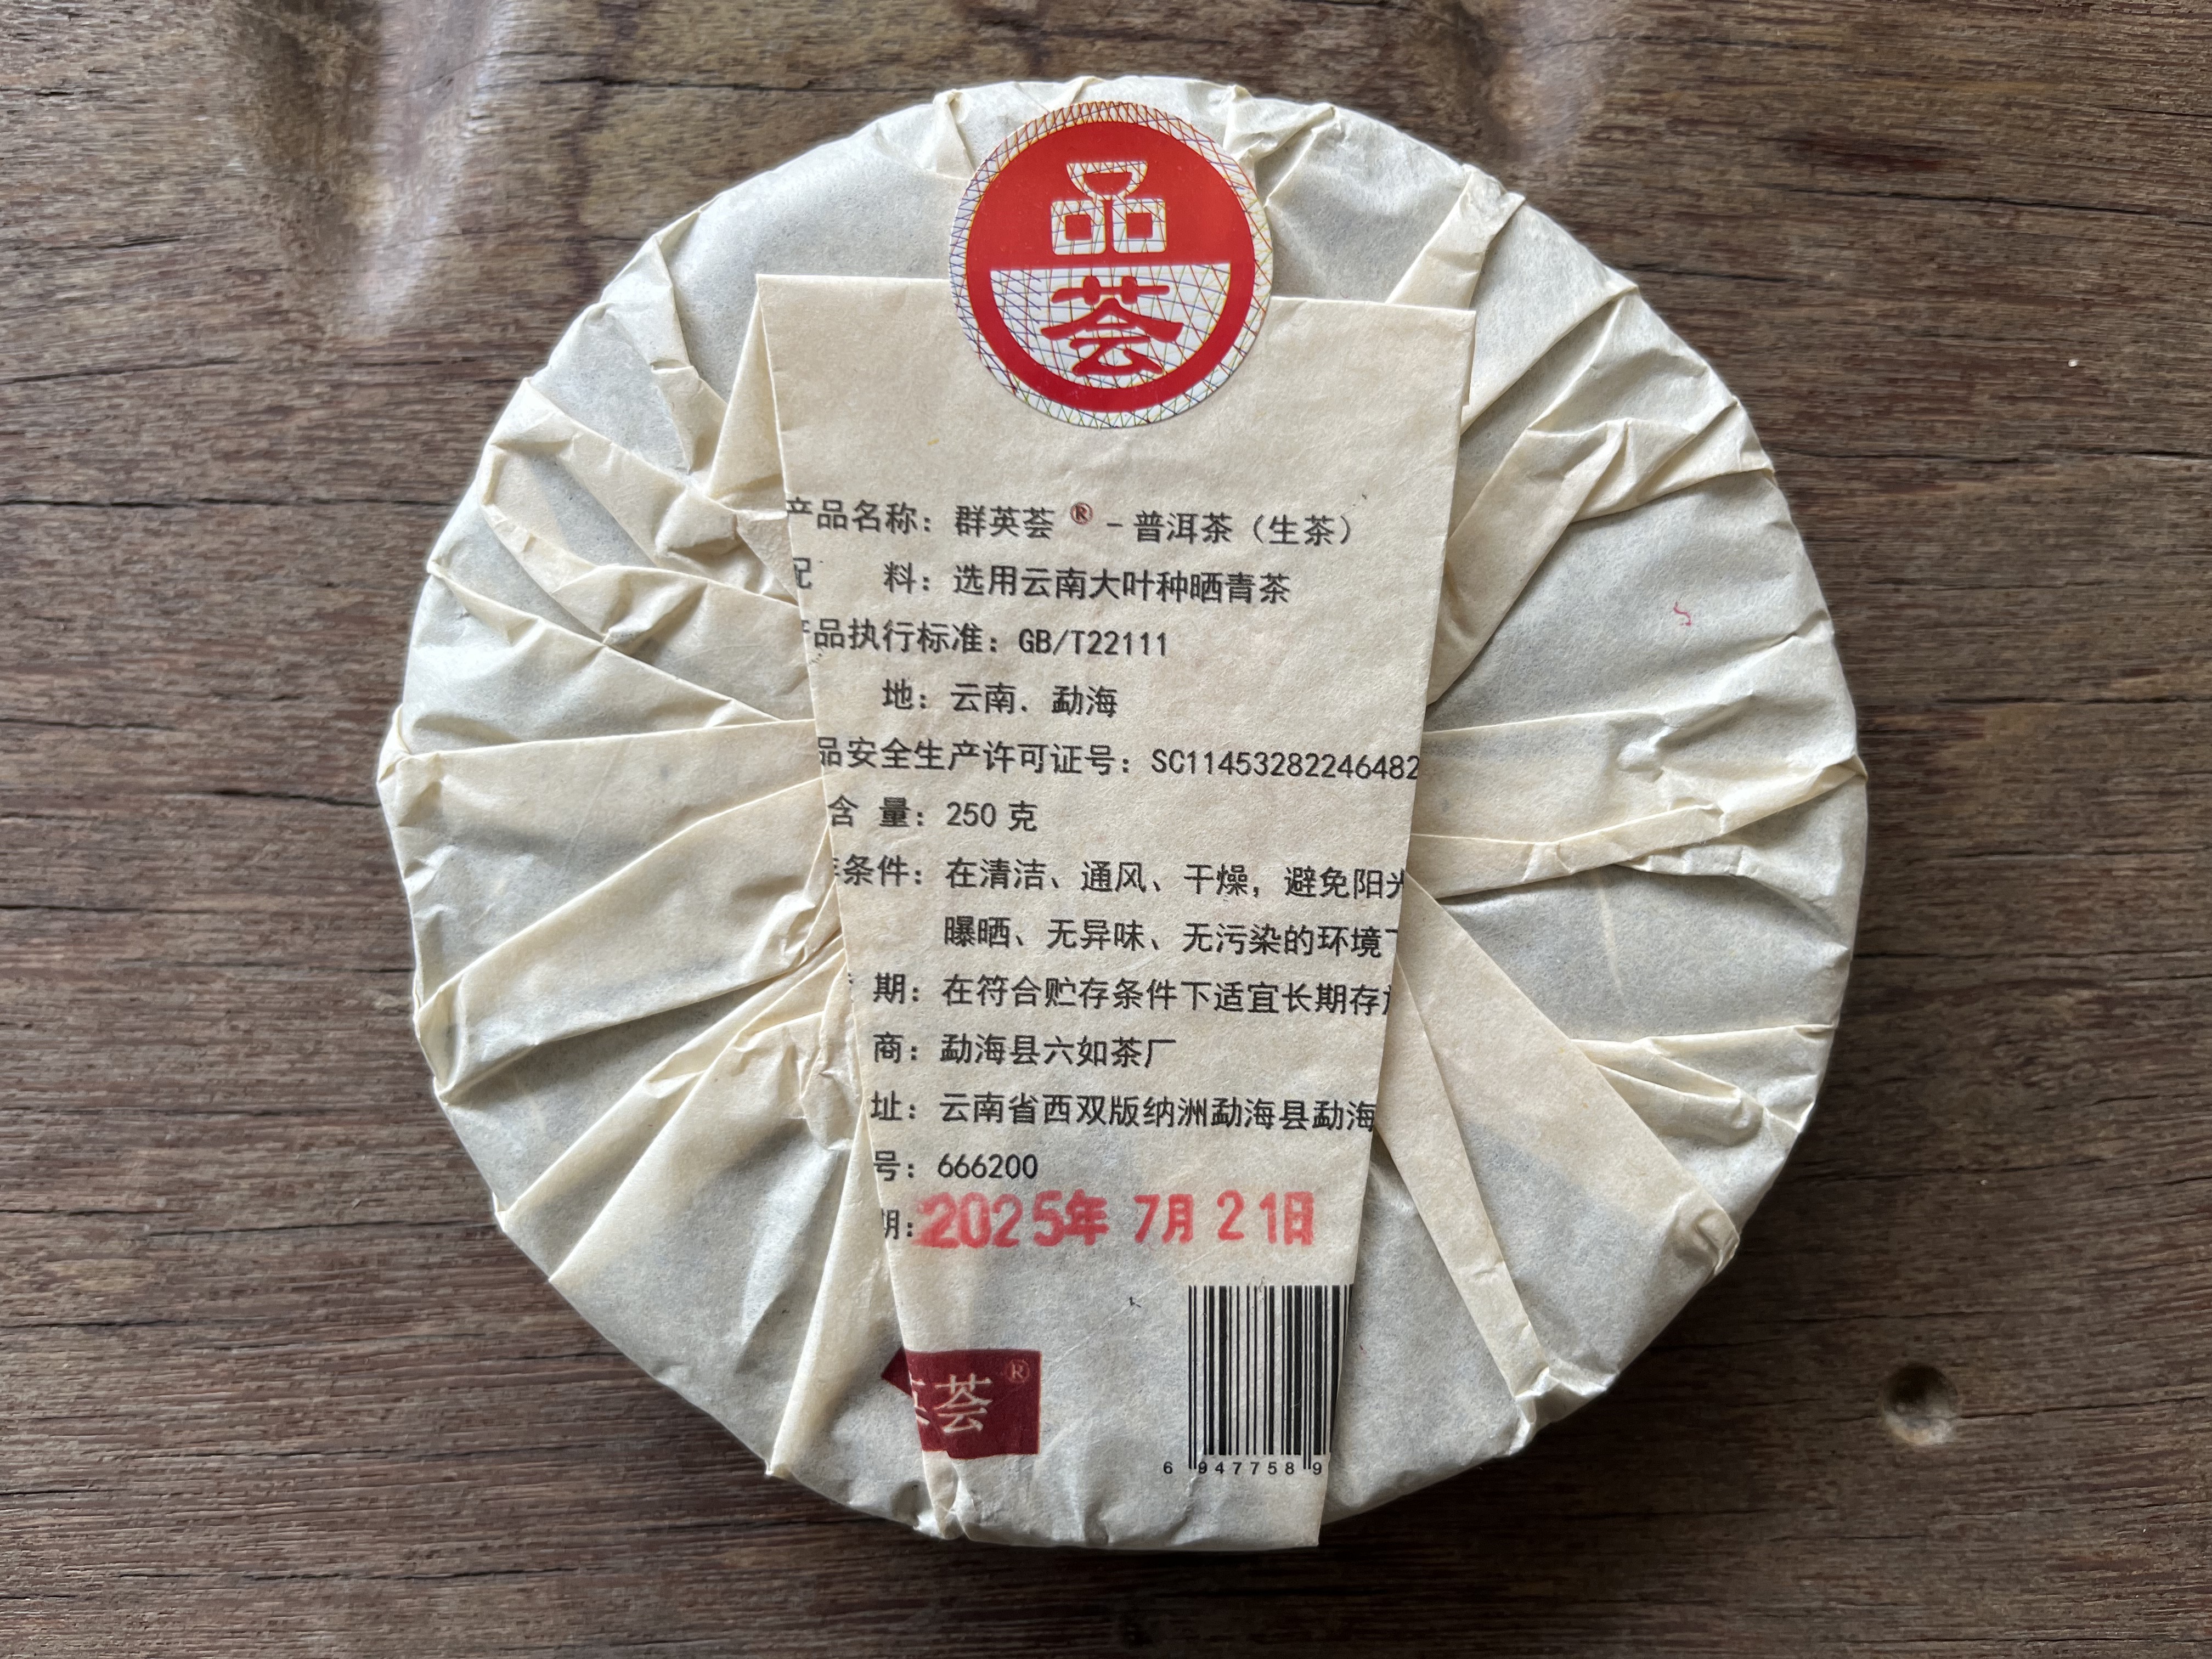 品
荟
产品名称：群英荟®-普洱茶（生茶）
配 料：选用云南大叶种晒青茶
产品执行标准：GB/T22111
地：云南．勐海
品安全生产许可证号：SC11453282246482
含 量：250 克
条件：在清洁、通风、干燥，避免阳光
曝晒、无异味、无污染的环境下
期：在符合贮存条件下适宜长期存放
商：勐海县六如茶厂
址：云南省西双版纳洲勐海县勐海
号：666200
期：2025年 7月 21日
荟®
6 947758 9